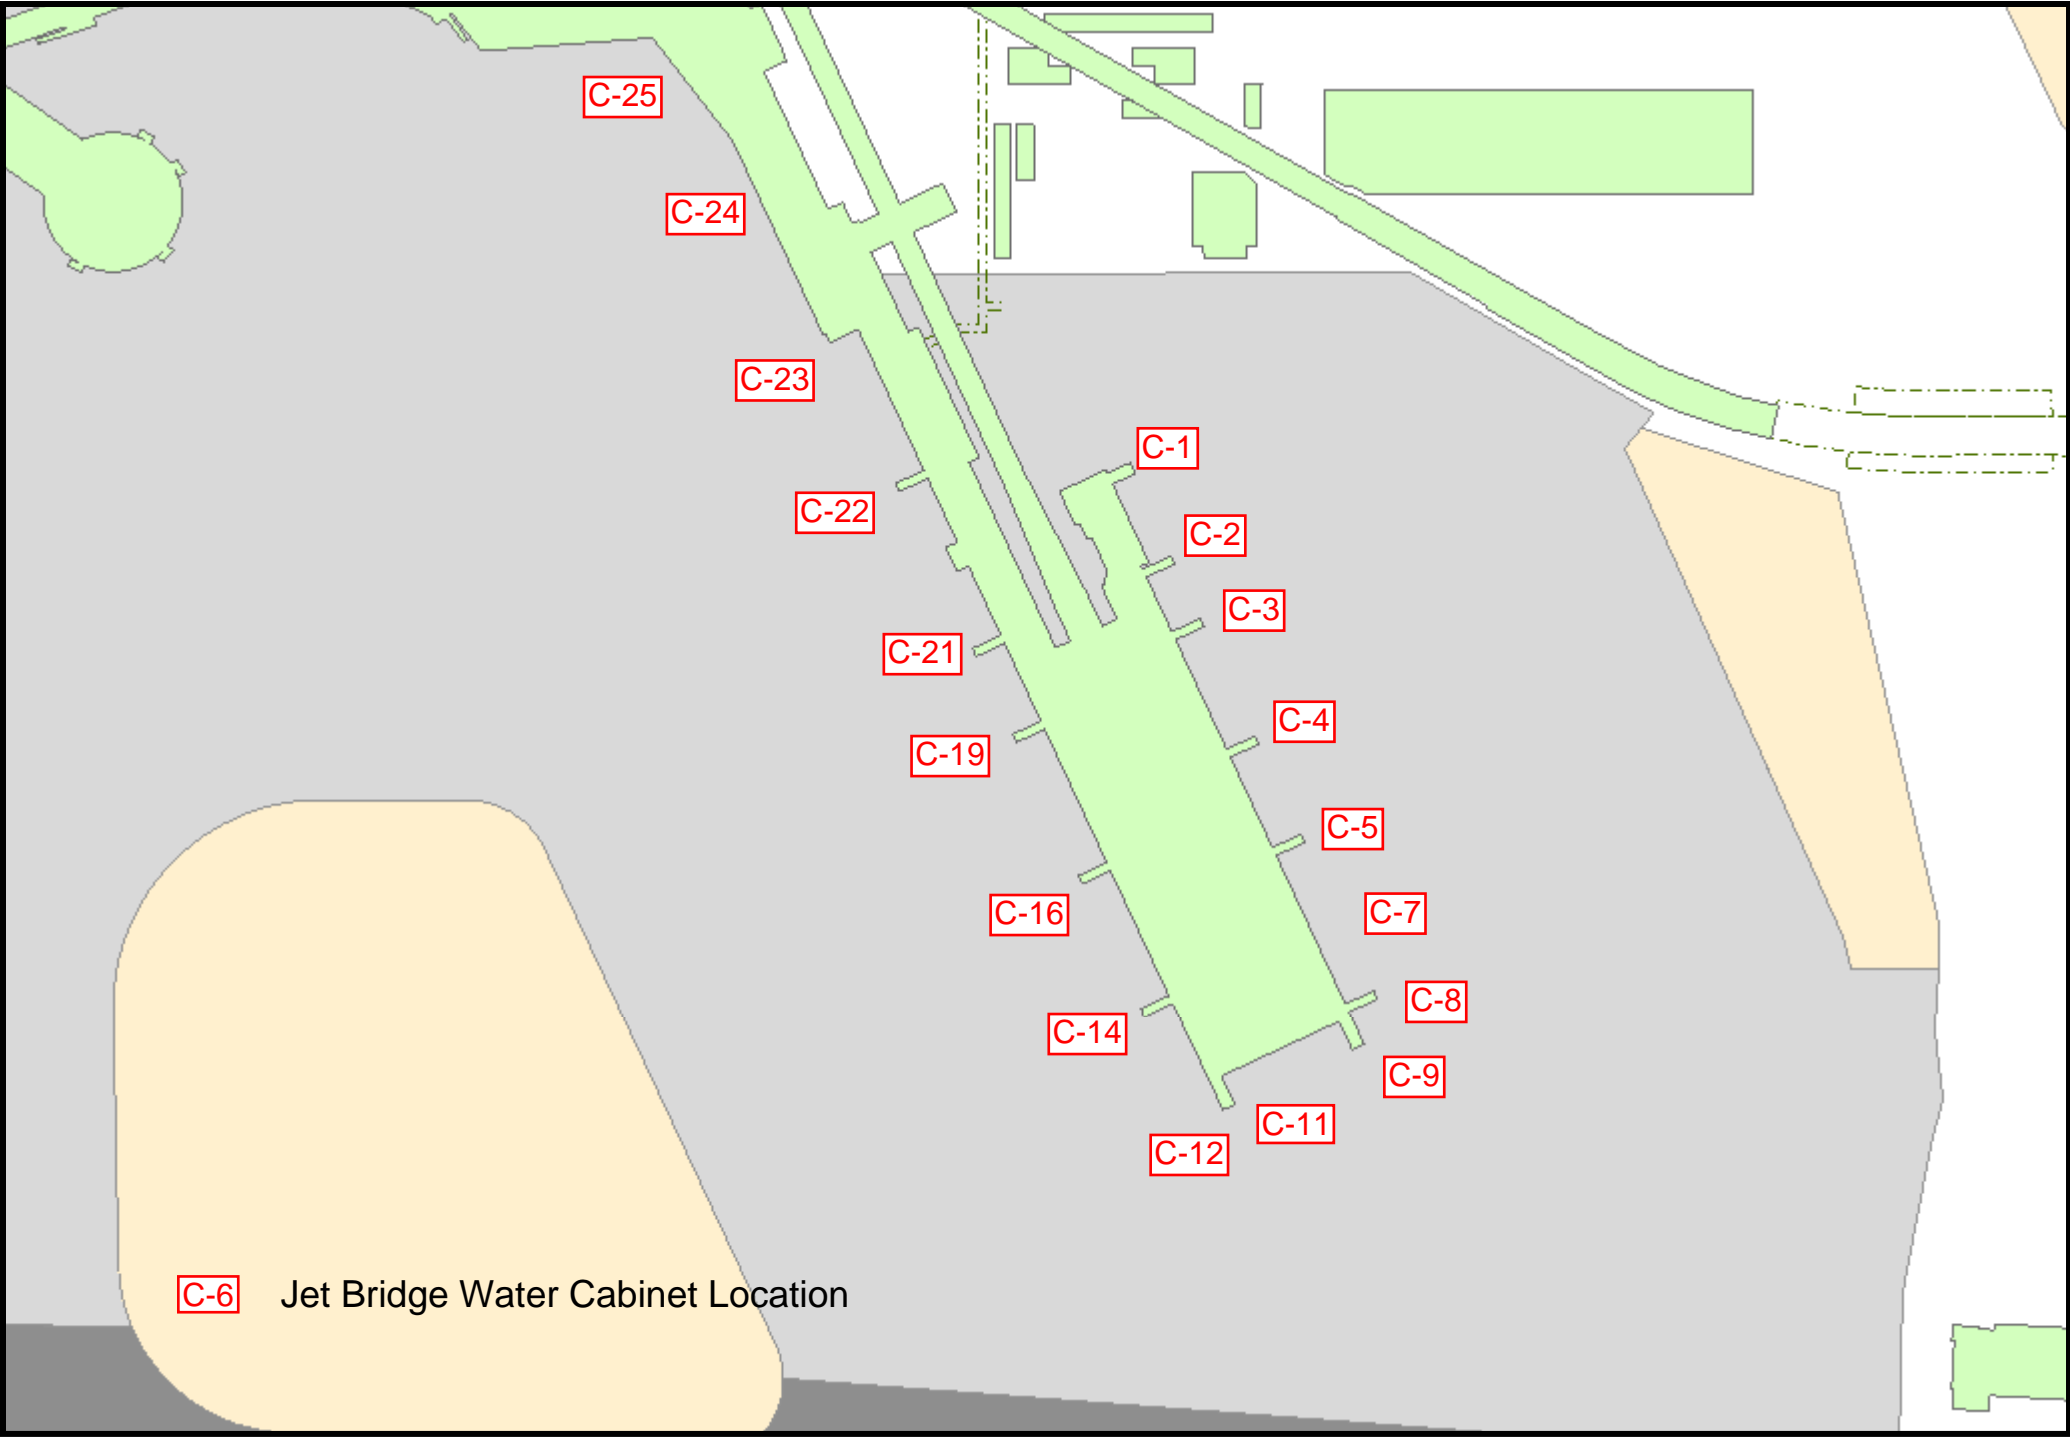 C-25
C-24
C-23
C-1
C-22
C-2
C-3
C-21
C-4
C-19
C-5
C-16
C-7
C-8
C-14
C-9
C-11
C-12
C-6 Jet Bridge Water Cabinet Location